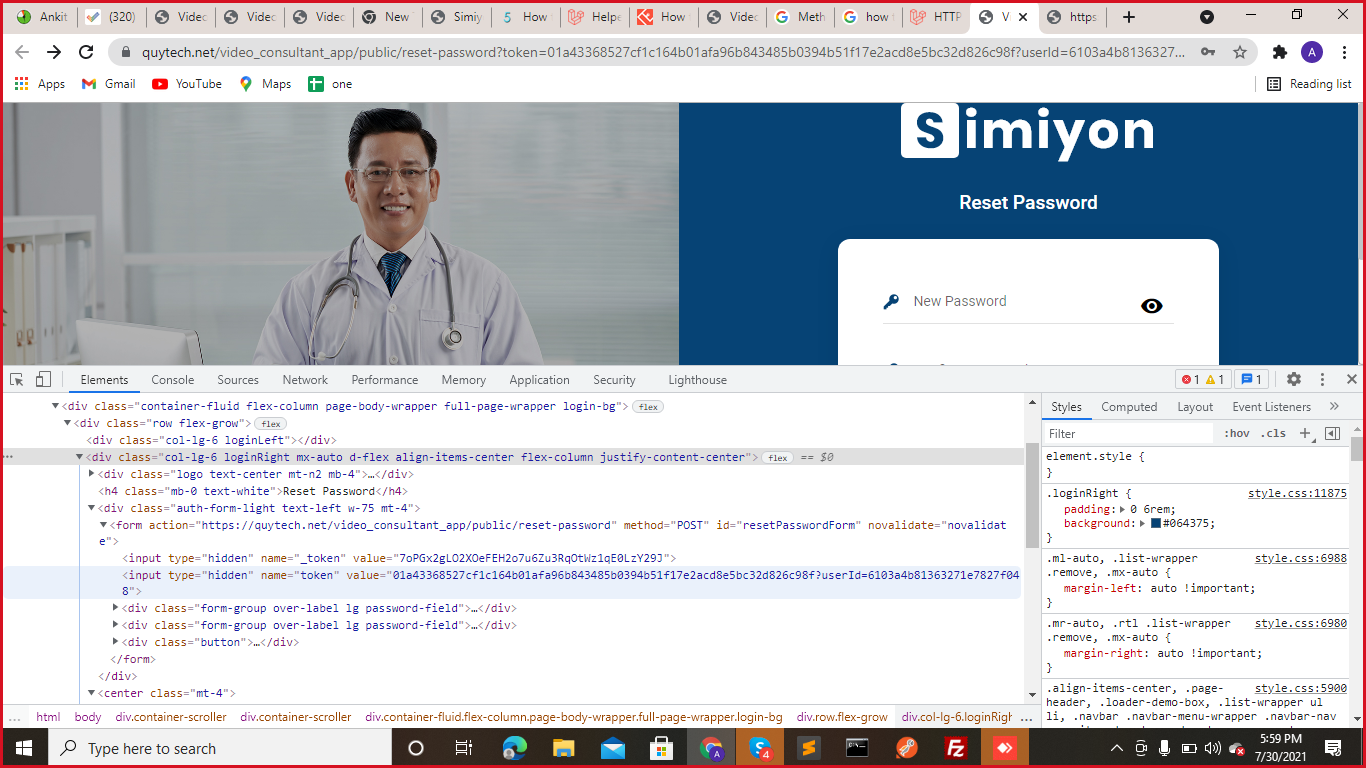 Ankit
(320)
Videc
Videc
Videc
New
Simiy
How
Helpe
How
Videc
Meth
how t
HTTP
V
https
quytech.net/video_consultant_app/public/reset-password?token=01a43368527cf1c164b01afa96b843485b0394b51f17e2acd8e5bc32d826c98f?userId=6103a4b8136327...
A
Apps
Gmail
YouTube
Maps
one
Reading list
Simiyon
Reset Password
New Password
Elements Console Sources Network Performance Memory Application Security Lighthouse
1 1 1
<div class="container-fluid flex-column page-body-wrapper full-page-wrapper login-bg"> flex
<div class="row flex-grow"> flex
<div class="col-lg-6 loginLeft"></div>
<div class="col-lg-6 loginRight mx-auto d-flex align-items-center flex-column justify-content-center"> flex == $0
<div class="logo text-center mt-n2 mb-4">…</div>
<h4 class="mb-0 text-white">Reset Password</h4>
<div class="auth-form-light text-left w-75 mt-4">
<form action="https://quytech.net/video_consultant_app/public/reset-password" method="POST" id="resetPasswordForm" novalidate="novalidat
e">
<input type="hidden" name="_token" value="7oPGx2gLO2XOeFEH2o7u6Zu3RqOtWz1qE0LzY29J">
<input type="hidden" name="token" value="01a43368527cf1c164b01afa96b843485b0394b51f17e2acd8e5bc32d826c98f?userId=6103a4b81363271e7827f04
8">
<div class="form-group over-label lg password-field">…</div>
<div class="form-group over-label lg password-field">…</div>
<div class="button">…</div>
</form>
</div>
<center class="mt-4">
... html body div.container-scroller div.container-scroller div.container-fluid.flex-column.page-body-wrapper.full-page-wrapper.login-bg div.row.flex-grow div.col-lg-6.loginRigh ...
Styles Computed Layout Event Listeners »
Filter :hov .cls +
element.style {
}
.loginRight { style.css:11875
padding: 0 6rem;
background: #064375;
}
.ml-auto, .list-wrapper style.css:6988
.remove, .mx-auto {
margin-left: auto !important;
}
.mr-auto, .rtl .list-wrapper style.css:6980
.remove, .mx-auto {
margin-right: auto !important;
}
.align-items-center, .page- style.css:5900
header, .loader-demo-box, .list-wrapper ul
li, .navbar .navbar-menu-wrapper .navbar-nav
Type here to search
A
4
5:59 PM
7/30/2021